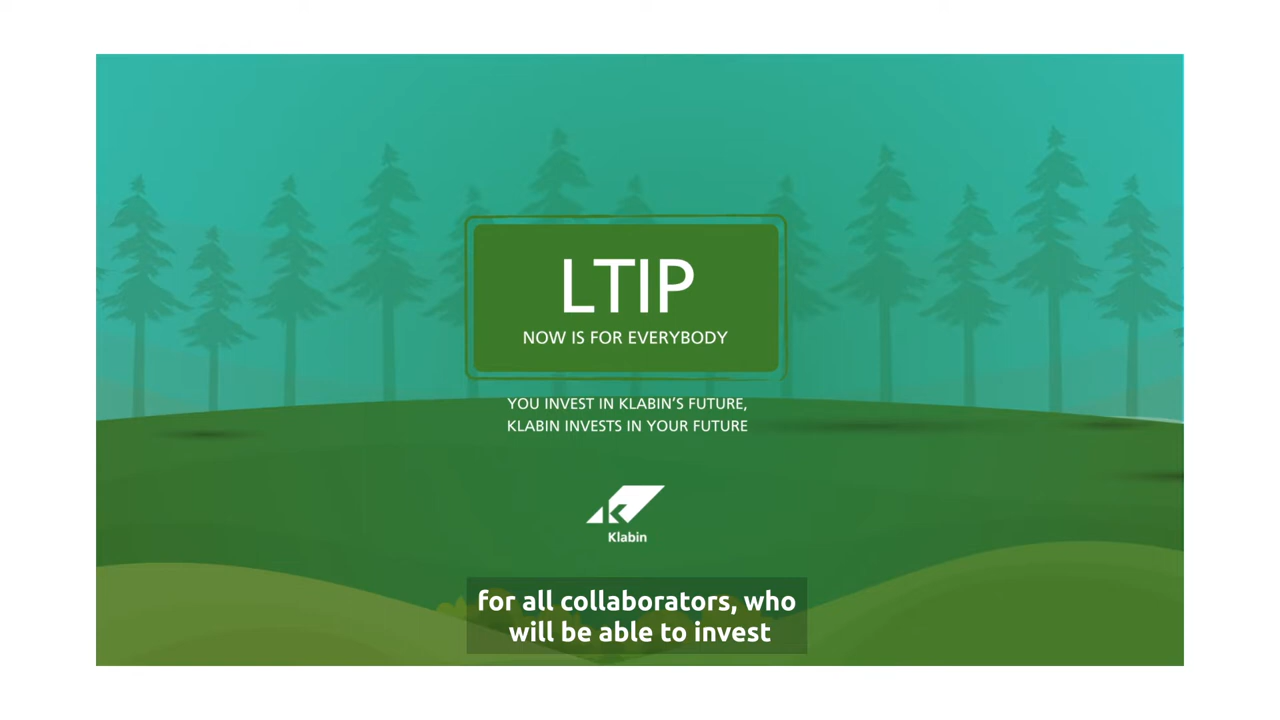 LTIP
NOW IS FOR EVERYBODY
YOU INVEST IN KLABIN'S FUTURE,
KLABIN INVESTS IN YOUR FUTURE
Klabin
for all collaborators, who
will be able to invest